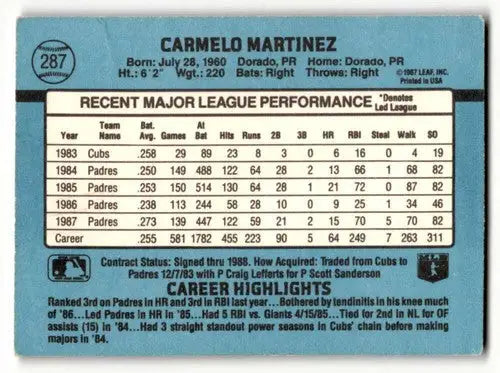 287
CARMELO MARTINEZ
Born: July 28, 1960 Dorado, PR Home: Dorado, PR
Ht.: 6'2" Wgt.: 220 Bats: Right Throws: Right
©1987 LEAF, INC.
Printed in USA
RECENT MAJOR LEAGUE PERFORMANCE *Denotes Led League
Year Team Name Bat. Avg. Games At Bat Hits Runs 2B 3B HR RBI Steal Walk SO
1983 Cubs .258 29 89 23 8 3 0 6 16 0 4 19
1984 Padres .250 149 488 122 64 28 2 13 66 1 68 82
1985 Padres .253 150 514 130 64 28 1 21 72 0 87 82
1986 Padres .238 113 244 58 28 10 0 9 25 1 34 46
1987 Padres .273 139 447 122 59 21 2 15 70 5 70 82
Career .255 581 1782 455 223 90 5 64 249 7 263 311
Contract Status: Signed thru 1988. How Acquired: Traded from Cubs to
Padres 12/7/83 with P Craig Lefferts for P Scott Sanderson
CAREER HIGHLIGHTS
Ranked 3rd on Padres in HR and 3rd in RBI last year...Bothered by tendinitis in his knee much
of '86...Led Padres in HR in '85...Had 5 RBI vs. Giants 4/15/85...Tied for 2nd in NL for OF
assists (15) in '84...Had 3 straight standout power seasons in Cubs' chain before making
majors in '84.